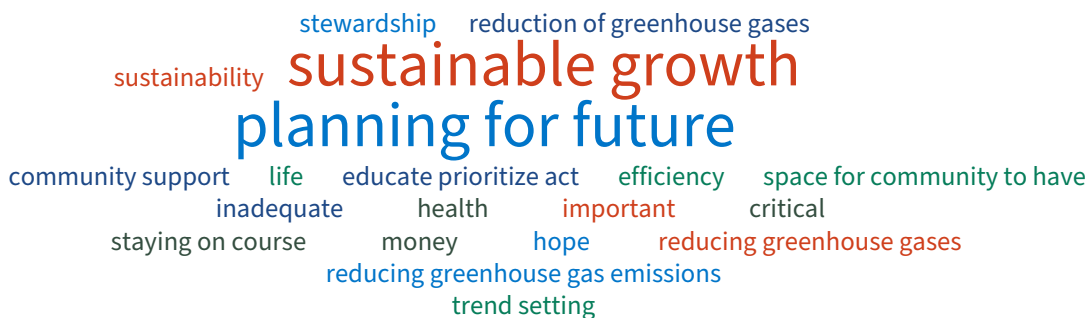 stewardship reduction of greenhouse gases
sustainability sustainable growth
planning for future
community support life educate prioritize act efficiency space for community to have
inadequate health important critical
staying on course money hope reducing greenhouse gases
reducing greenhouse gas emissions
trend setting